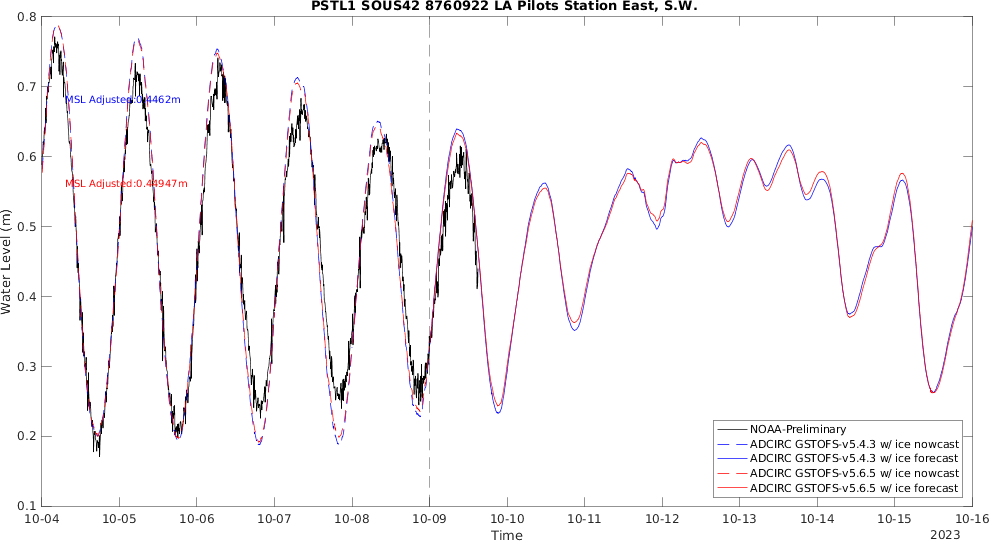 PSTL1 SOUS42 8760922 LA Pilots Station East, S.W.
0.8
0.7
0.6
0.5
0.4
0.3
0.2
0.1
Water Level (m)
MSL Adjusted:0.4462m
MSL Adjusted:0.44947m
NOAA-Preliminary
ADCIRC GSTOFS-v5.4.3 w/ ice nowcast
ADCIRC GSTOFS-v5.4.3 w/ ice forecast
ADCIRC GSTOFS-v5.6.5 w/ ice nowcast
ADCIRC GSTOFS-v5.6.5 w/ ice forecast
10-04 10-05 10-06 10-07 10-08 10-09 10-10 10-11 10-12 10-13 10-14 10-15 10-16
Time
2023